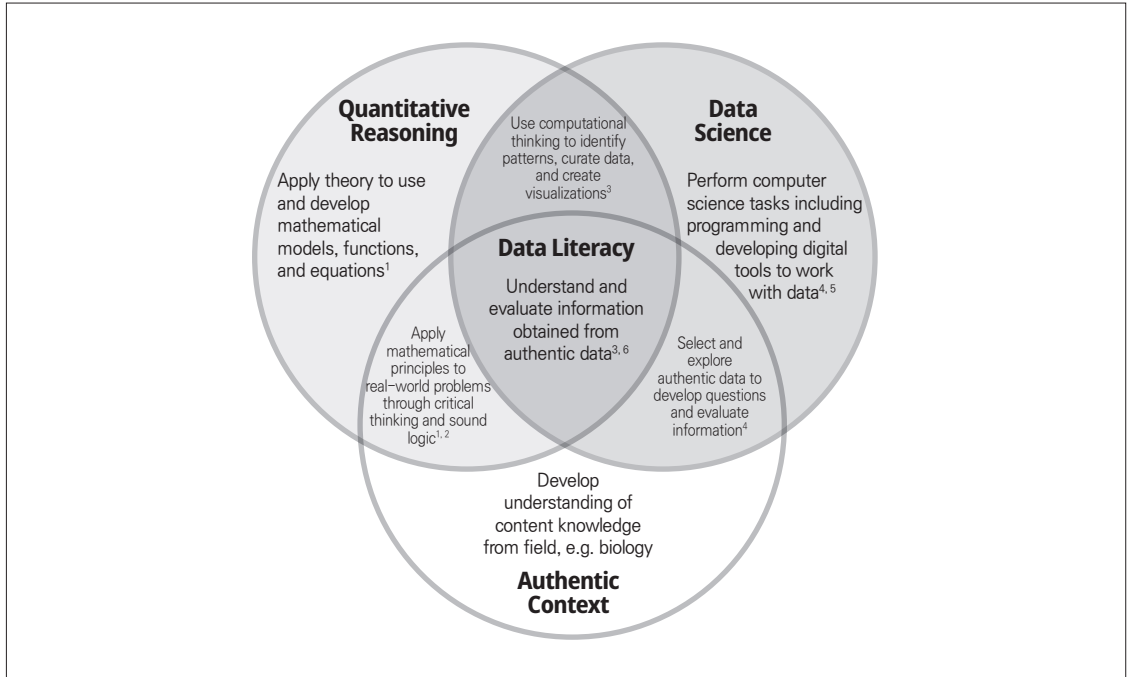 Quantitative
Reasoning
Apply theory to use
and develop
mathematical
models, functions,
and equations¹
Use computational
thinking to identify
patterns, curate data,
and create
visualizations³
Data
Science
Perform computer
science tasks including
programming and
developing digital
tools to work
with data⁴, ⁵
Data Literacy
Understand and
evaluate information
obtained from
authentic data³, ⁶
Apply
mathematical
principles to
real–world problems
through critical
thinking and sound
logic¹, ²
Select and
explore
authentic data to
develop questions
and evaluate
information⁴
Develop
understanding of
content knowledge
from field, e.g. biology
Authentic
Context